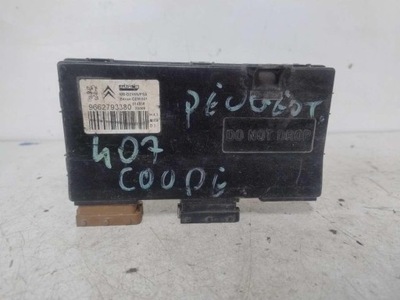 9662793380
PEUGEOT
DO NOT DROP
407
COUPE